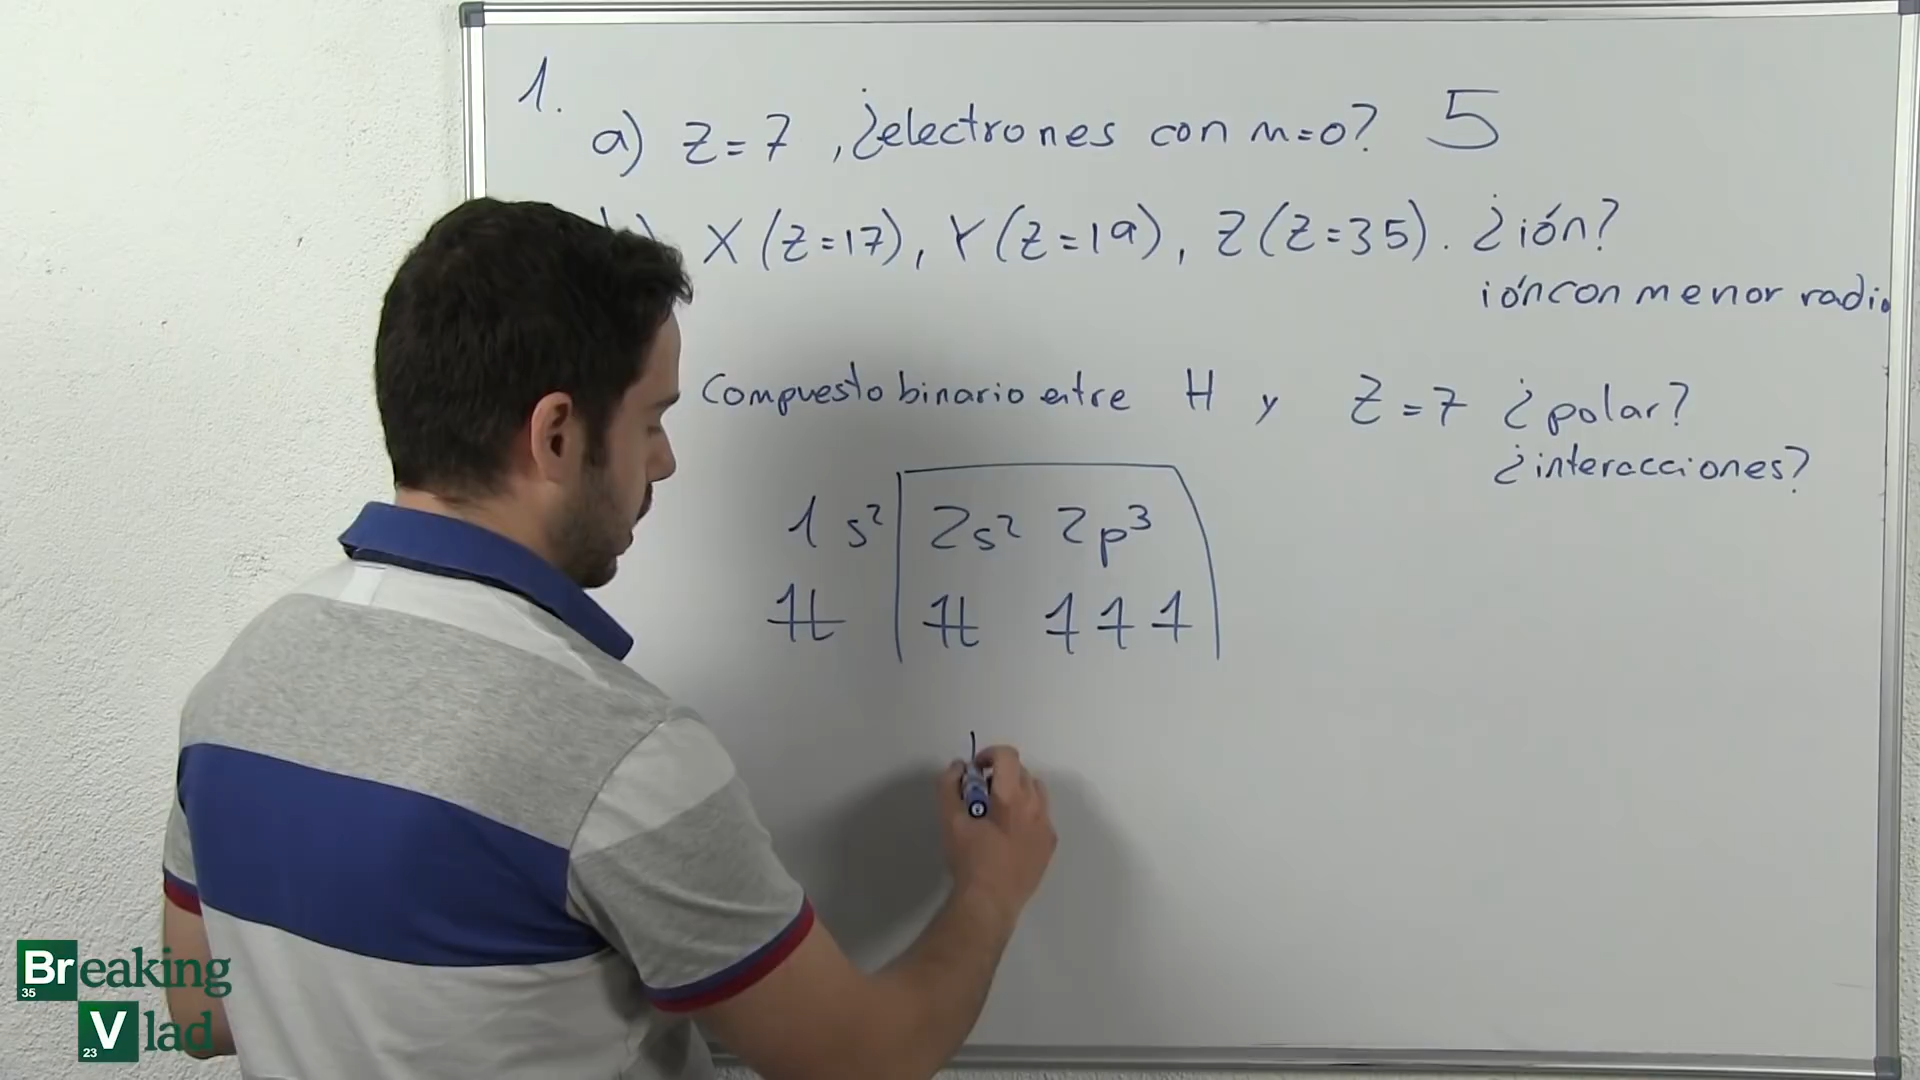 1.
a) Z=7, ¿electrones con m=0? 5
X (Z=17), Y (Z=19), Z (Z=35). ¿ión?
ión con menor radio
Compuesto binario entre H y Z=7 ¿polar?
¿interacciones?
1s² 2s² 2p³
Breaking
35
Vlad
23